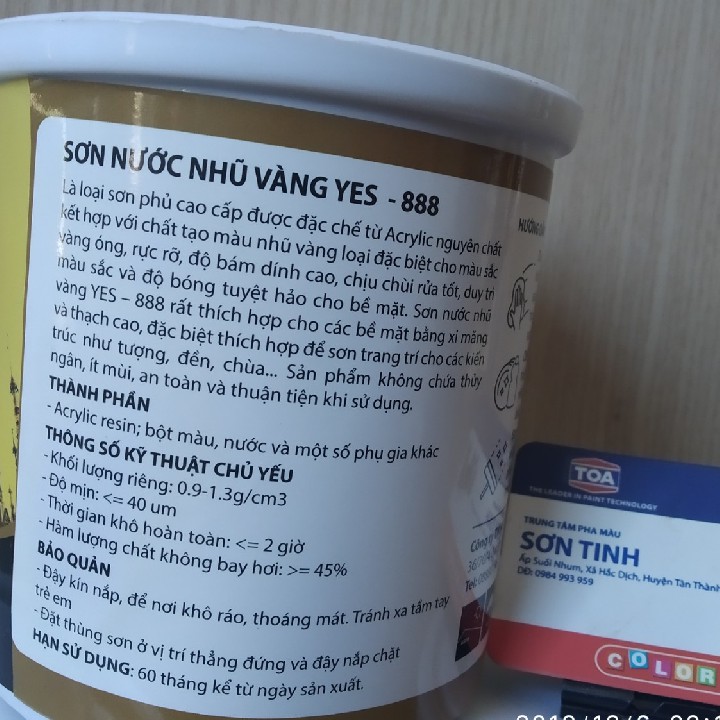 SƠN NƯỚC NHŨ VÀNG YES - 888
Là loại sơn phủ cao cấp được đặc chế từ Acrylic nguyên chất
kết hợp với chất tạo màu nhũ vàng loại đặc biệt cho màu sắc
vàng óng, rực rỡ, độ bám dính cao, chịu chùi rửa tốt, duy trì
màu sắc và độ bóng tuyệt hảo cho bề mặt. Sơn nước nhũ
vàng YES – 888 rất thích hợp cho các bề mặt bằng xi măng
và thạch cao, đặc biệt thích hợp để sơn trang trí cho các kiến
trúc như tượng, đền, chùa... Sản phẩm không chứa thủy
ngân, ít mùi, an toàn và thuận tiện khi sử dụng.
THÀNH PHẦN
- Acrylic resin; bột màu, nước và một số phụ gia khác
THÔNG SỐ KỸ THUẬT CHỦ YẾU
- Khối lượng riêng: 0.9-1.3g/cm3
- Độ mịn: <= 40 um
- Thời gian khô hoàn toàn: <= 2 giờ
- Hàm lượng chất không bay hơi: >= 45%
BẢO QUẢN
- Đậy kín nắp, để nơi khô ráo, thoáng mát. Tránh xa tầm tay
trẻ em
- Đặt thùng sơn ở vị trí thẳng đứng và đậy nắp chặt
HẠN SỬ DỤNG: 60 tháng kể từ ngày sản xuất.
HƯỚNG
Công
TOA
THE LEADER IN PAINT TECHNOLOGY
TRUNG TÂM PHA MÀU
SƠN TINH
Ấp Suối Nhum, Xã Hắc Dịch, Huyện Tân Thành
DĐ: 0984 993 959
COLOR